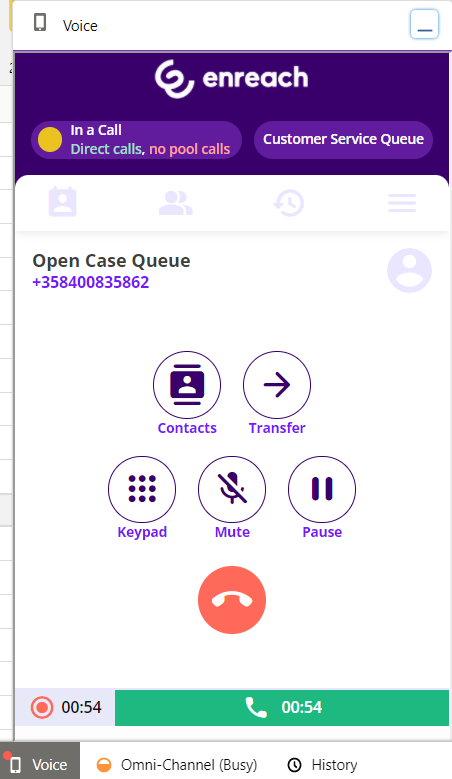 Voice
enreach
In a Call
Direct calls, no pool calls
Customer Service Queue
Open Case Queue
+358400835862
Contacts
Transfer
Keypad
Mute
Pause
00:54
00:54
Voice
Omni-Channel (Busy)
History